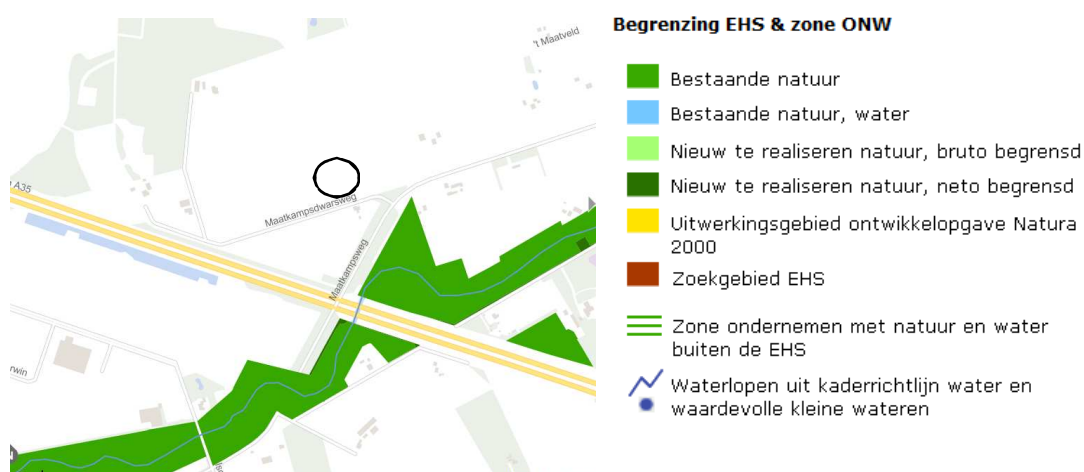 't Maatveld
A35
Maatkampsdwarsweg
Maatkampsweg
rwin
Begrenzing EHS & zone ONW
Bestaande natuur
Bestaande natuur, water
Nieuw te realiseren natuur, bruto begrensd
Nieuw te realiseren natuur, neto begrensd
Uitwerkingsgebied ontwikkelopgave Natura
2000
Zoekgebied EHS
Zone ondernemen met natuur en water
buiten de EHS
Waterlopen uit kaderrichtlijn water en
waardevolle kleine wateren